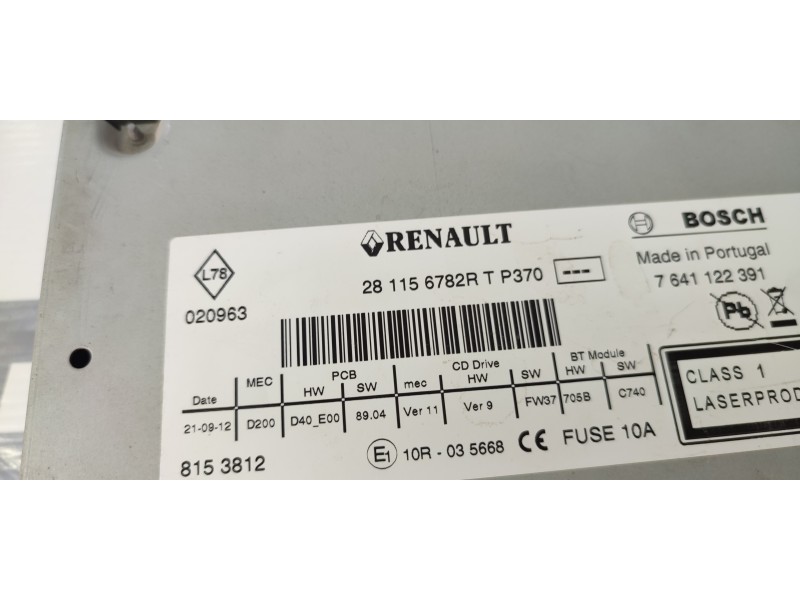 RENAULT
BOSCH
Made in Portugal
7 641 122 391
L78
020963
28 115 6782R T P370 ---
Pb
Date MEC PCB HW SW mec CD Drive HW SW BT Module HW SW
21-09-12 D200 D40_E00 89.04 Ver 11 Ver 9 FW37 705B C740
CLASS 1
LASERPROD
815 3812
E1 10R - 03 5668 CE FUSE 10A